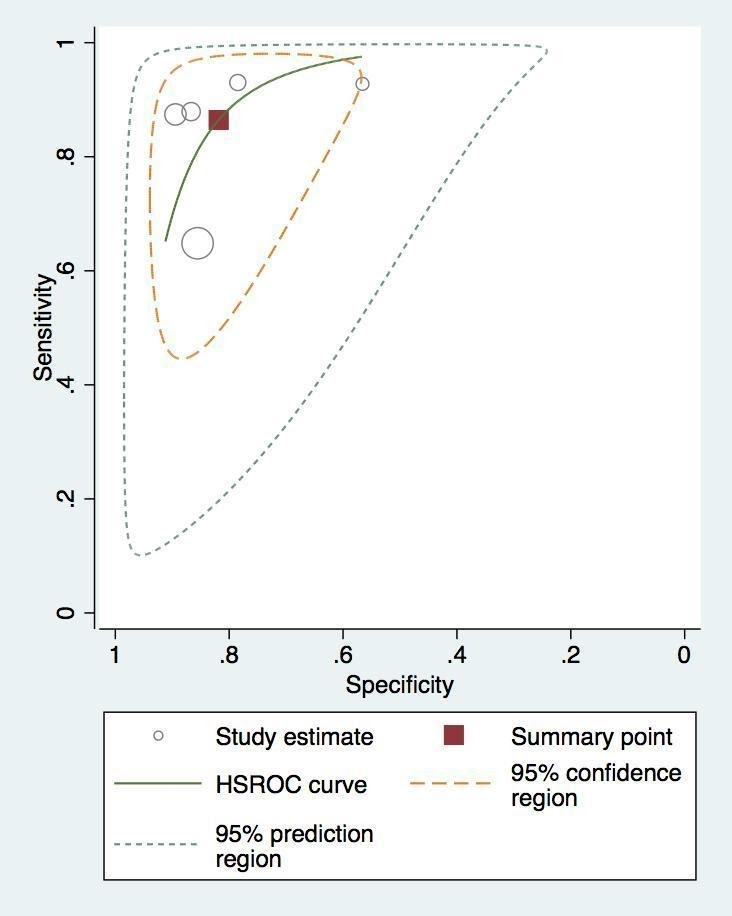 1
.8
.6
.4
.2
0
Sensitivity
1 .8 .6 .4 .2 0
Specificity
Study estimate Summary point
HSROC curve 95% confidence
region
95% prediction
region